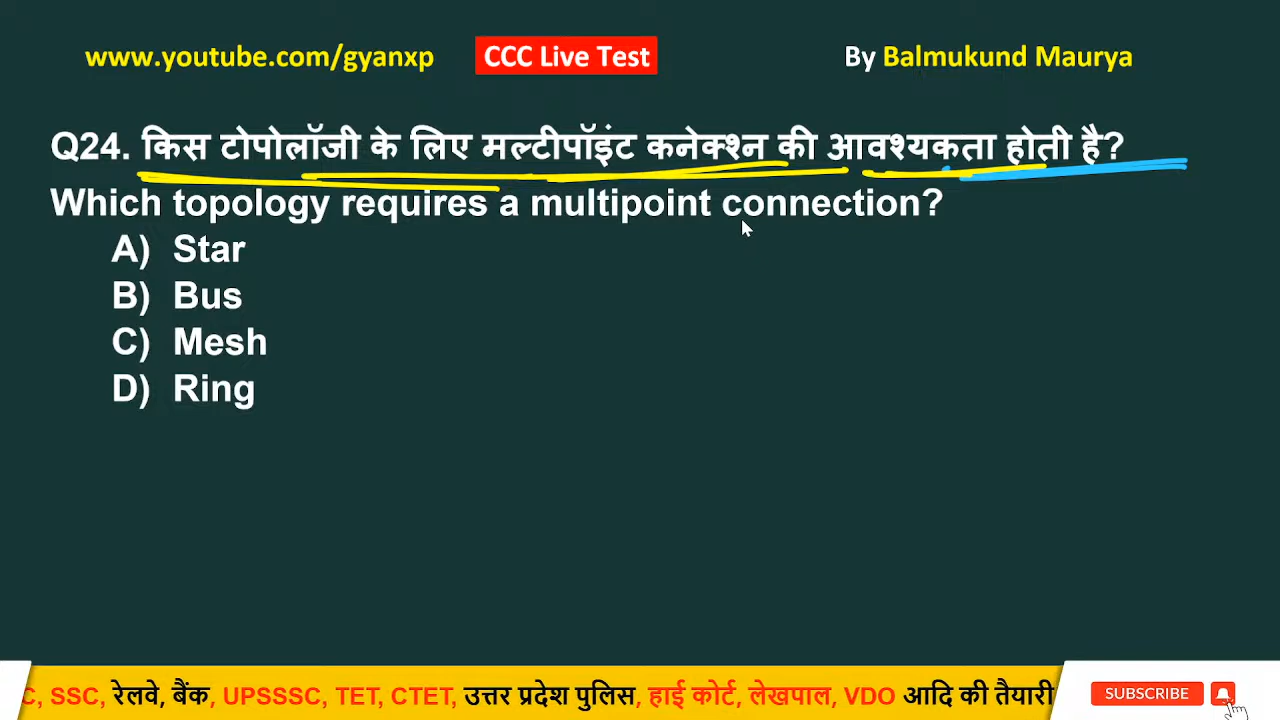 www.youtube.com/gyanxp CCC Live Test By Balmukund Maurya
Q24. किस टोपोलॉजी के लिए मल्टीपॉइंट कनेक्श्न की आवश्यकता होती है?
Which topology requires a multipoint connection?
A) Star
B) Bus
C) Mesh
D) Ring
C, SSC, रेलवे, बैंक, UPSSSC, TET, CTET, उत्तर प्रदेश पुलिस, हाई कोर्ट, लेखपाल, VDO आदि की तैयारी SUBSCRIBE